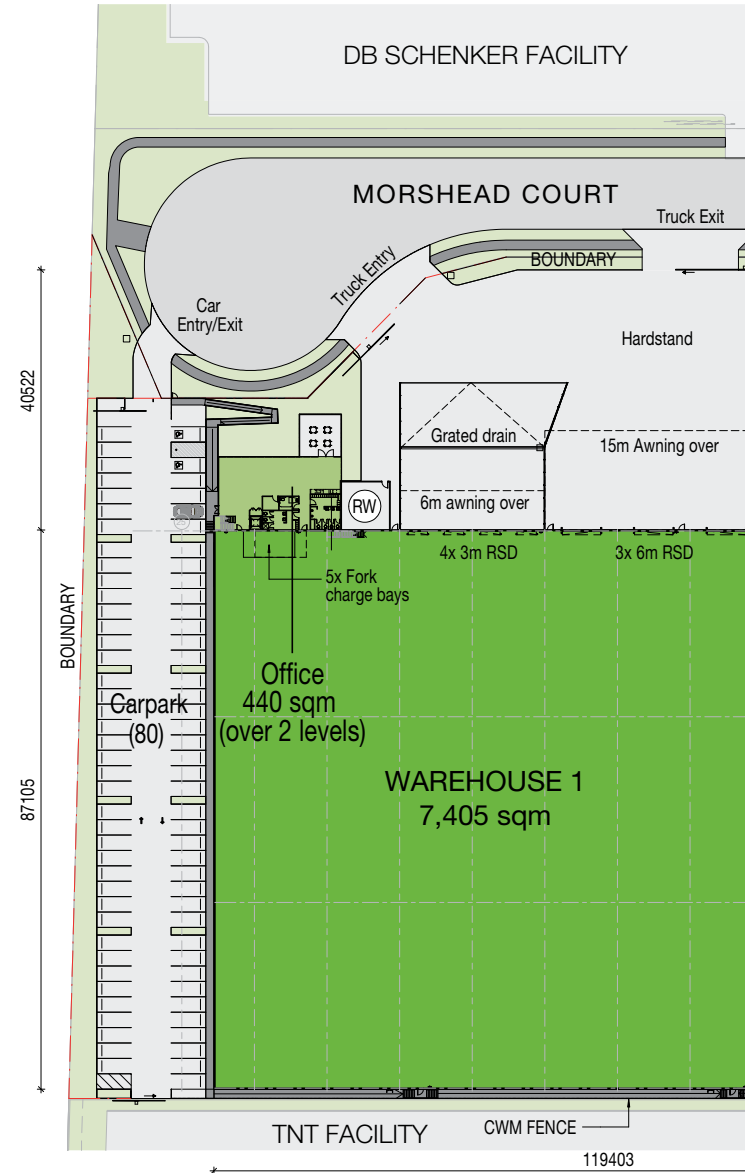 DB SCHENKER FACILITY
MORSHEAD COURT
Truck Exit
Truck Entry
BOUNDARY
Car
Entry/Exit
Hardstand
40522
Grated drain
15m Awning over
6m awning over
RW
4x 3m RSD
3x 6m RSD
5x Fork
charge bays
BOUNDARY
Office
440 sqm
(over 2 levels)
Carpark
(80)
WAREHOUSE 1
7,405 sqm
87105
TNT FACILITY
CWM FENCE
119403